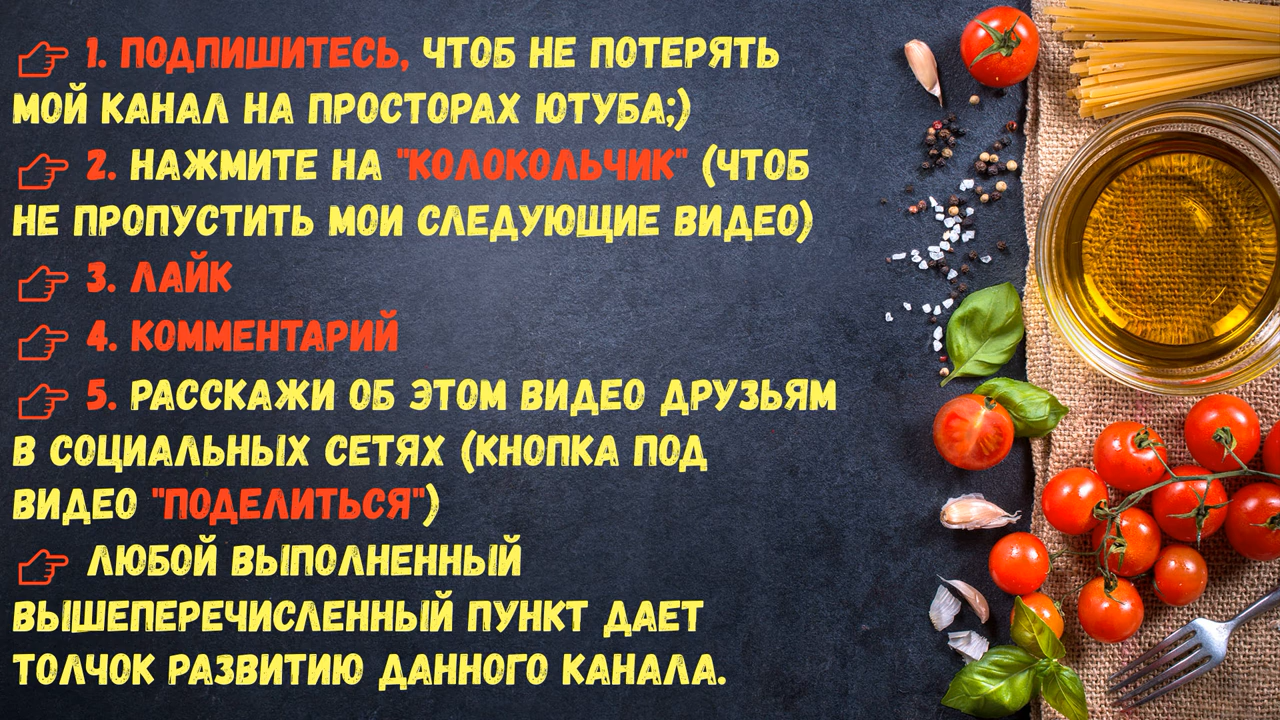 1. ПОДПИШИТЕСЬ, ЧТОБ НЕ ПОТЕРЯТЬ
МОЙ КАНАЛ НА ПРОСТОРАХ ЮТУБА;)
2. НАЖМИТЕ НА "КОЛОКОЛЬЧИК" (ЧТОБ
НЕ ПРОПУСТИТЬ МОИ СЛЕДУЮЩИЕ ВИДЕО)
3. ЛАЙК
4. КОММЕНТАРИЙ
5. РАССКАЖИ ОБ ЭТОМ ВИДЕО ДРУЗЬЯМ
В СОЦИАЛЬНЫХ СЕТЯХ (КНОПКА ПОД
ВИДЕО "ПОДЕЛИТЬСЯ")
ЛЮБОЙ ВЫПОЛНЕННЫЙ
ВЫШЕПЕРЕЧИСЛЕННЫЙ ПУНКТ ДАЕТ
ТОЛЧОК РАЗВИТИЮ ДАННОГО КАНАЛА.